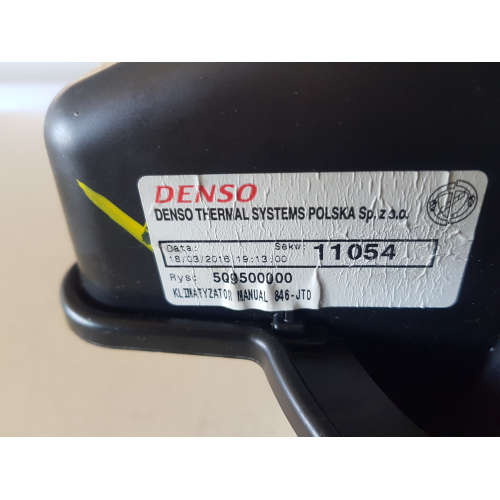 DENSO
DENSO THERMAL SYSTEMS POLSKA Sp. z o.o.
Data: Sekw: 11054
18/03/2016 19:13:00
Rys: 509500000
KLIMATYZATOR MANUAL 846-JTD